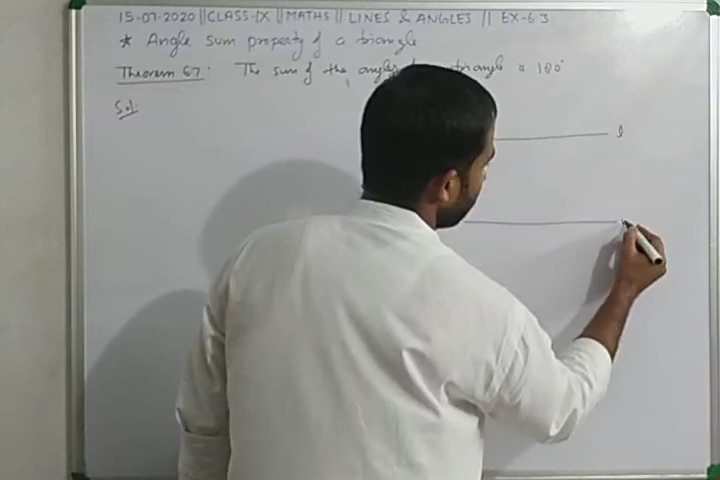 15-07-2020 || CLASS-IX || MATHS || LINES & ANGLES || EX-6.3
* Angle sum property of a triangle
Theorem 6.7: The sum of the angles triangle is 180°
Sol:
l